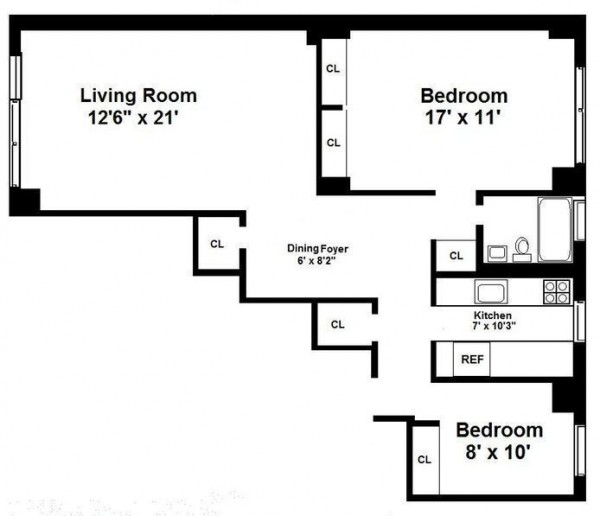 Living Room
12'6" x 21'
CL
CL
Bedroom
17' x 11'
CL
Dining Foyer
6' x 8'2"
CL
CL
Kitchen
7' x 10'3"
REF
Bedroom
8' x 10'
CL